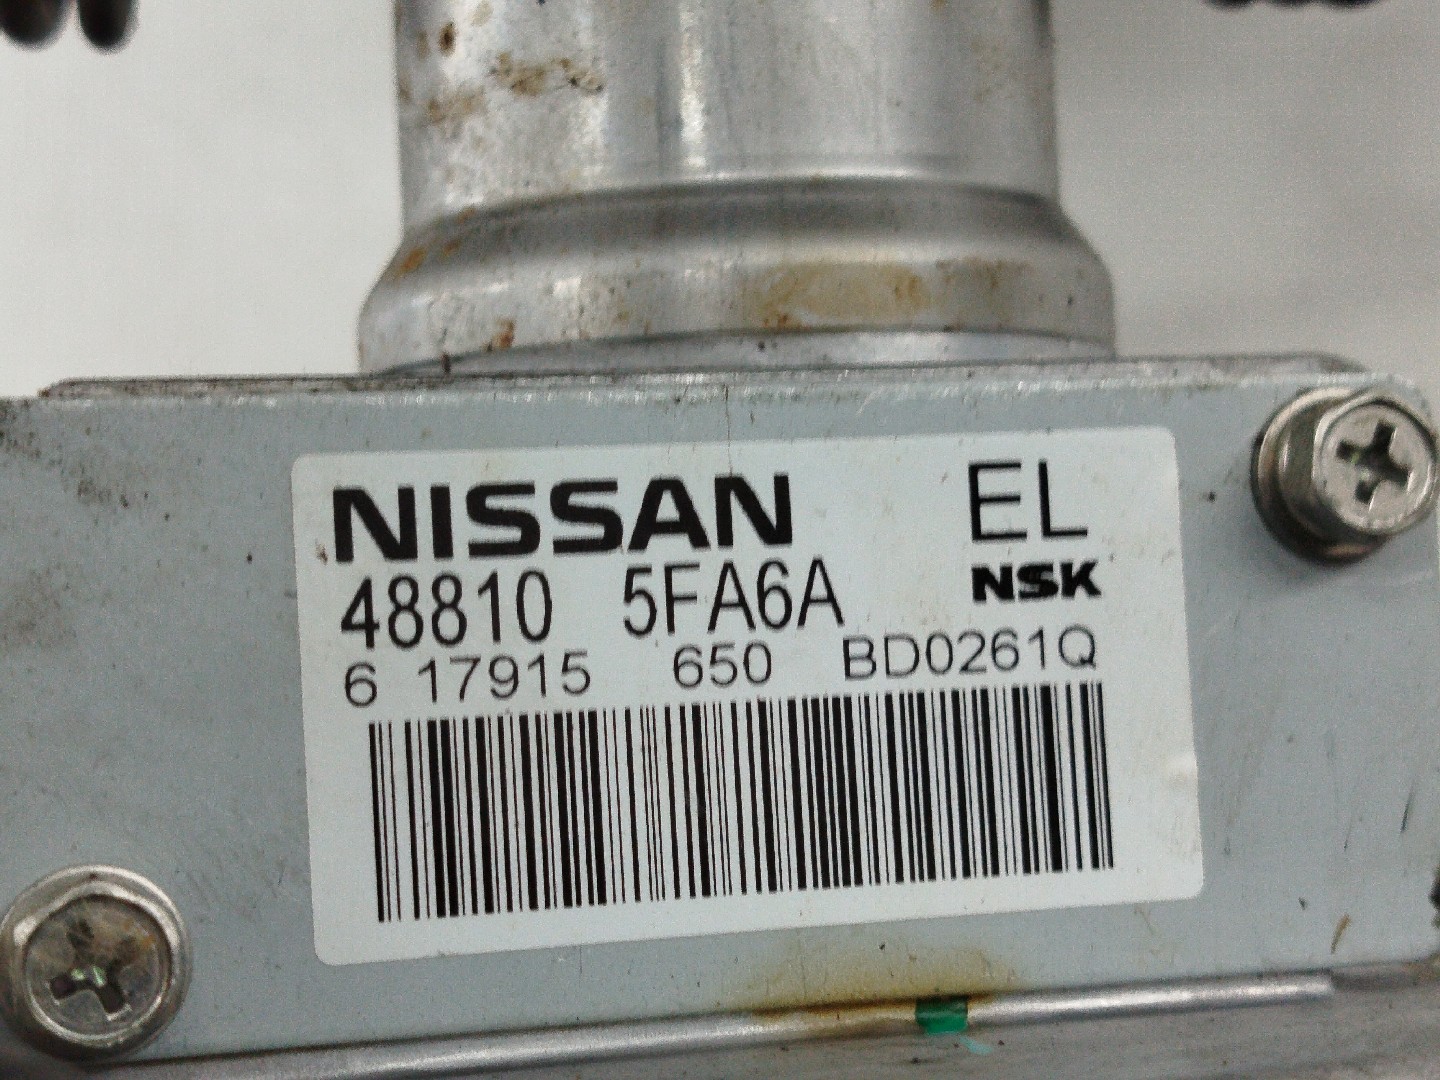 NISSAN EL
48810 5FA6A NSK
6 17915 650 BD0261Q